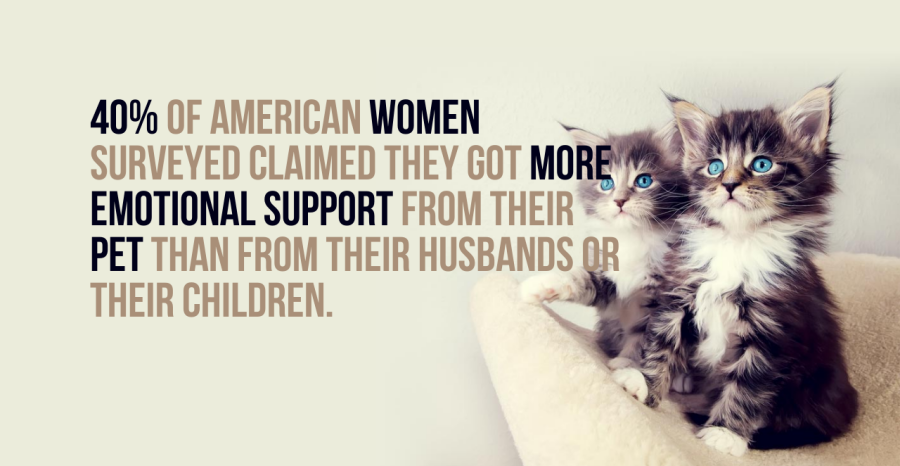 40% OF AMERICAN WOMEN
SURVEYED CLAIMED THEY GOT MORE
EMOTIONAL SUPPORT FROM THEIR
PET THAN FROM THEIR HUSBANDS OR
THEIR CHILDREN.